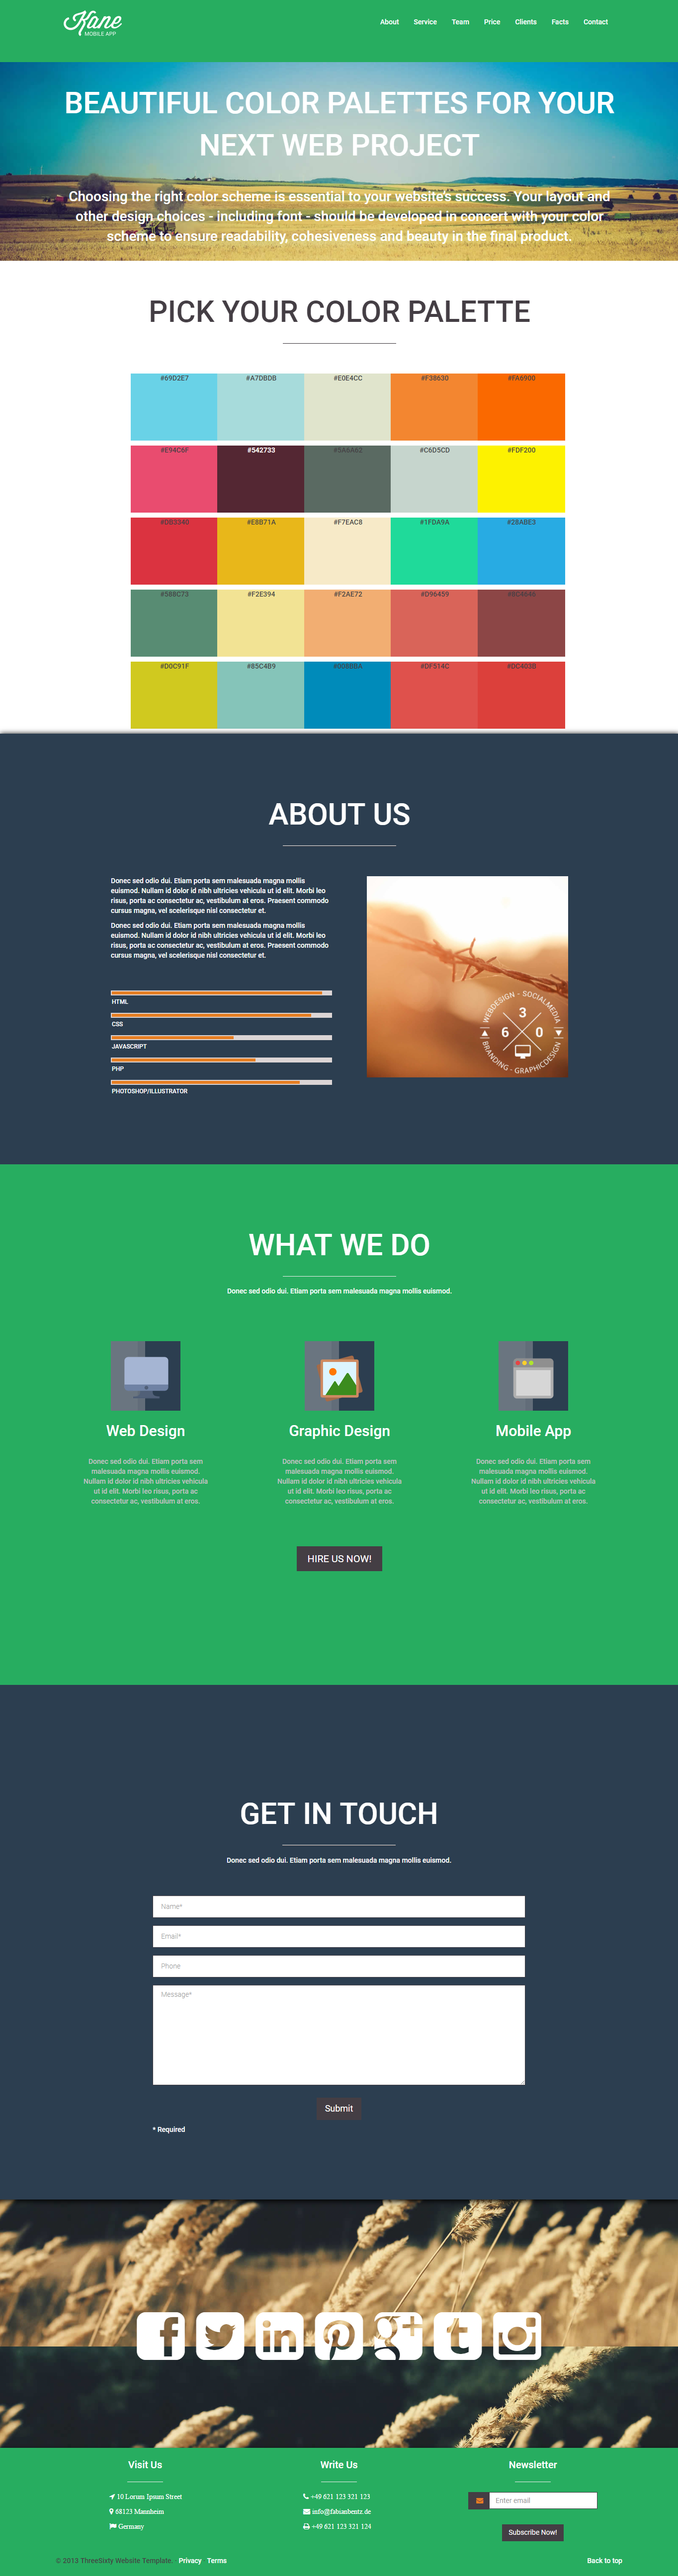 Kane
MOBILE APP
About Service Team Price Clients Facts Contact
BEAUTIFUL COLOR PALETTES FOR YOUR
NEXT WEB PROJECT
Choosing the right color scheme is essential to your website's success. Your layout and
other design choices - including font - should be developed in concert with your color
scheme to ensure readability, cohesiveness and beauty in the final product.
PICK YOUR COLOR PALETTE
#69D2E7 #A7DBDB #E0E4CC #F38630 #FA6900
#E94C6F #542733 #5A6A62 #C6D5CD #FDF200
#DB3340 #E8B71A #F7EAC8 #1FDA9A #28ABE3
#588C73 #F2E394 #F2AE72 #D96459 #8C4646
#D0C91F #85C4B9 #008BBA #DF514C #DC403B
ABOUT US
Donec sed odio dui. Etiam porta sem malesuada magna mollis
euismod. Nullam id dolor id nibh ultricies vehicula ut id elit. Morbi leo
risus, porta ac consectetur ac, vestibulum at eros. Praesent commodo
cursus magna, vel scelerisque nisl consectetur et.
Donec sed odio dui. Etiam porta sem malesuada magna mollis
euismod. Nullam id dolor id nibh ultricies vehicula ut id elit. Morbi leo
risus, porta ac consectetur ac, vestibulum at eros. Praesent commodo
cursus magna, vel scelerisque nisl consectetur et.
HTML
CSS
JAVASCRIPT
PHP
PHOTOSHOP/ILLUSTRATOR
WEBDESIGN - SOCIALMEDIA
3
6 0
BRANDING - GRAPHICDESIGN
WHAT WE DO
Donec sed odio dui. Etiam porta sem malesuada magna mollis euismod.
Web Design
Donec sed odio dui. Etiam porta sem
malesuada magna mollis euismod.
Nullam id dolor id nibh ultricies vehicula
ut id elit. Morbi leo risus, porta ac
consectetur ac, vestibulum at eros.
Graphic Design
Donec sed odio dui. Etiam porta sem
malesuada magna mollis euismod.
Nullam id dolor id nibh ultricies vehicula
ut id elit. Morbi leo risus, porta ac
consectetur ac, vestibulum at eros.
Mobile App
Donec sed odio dui. Etiam porta sem
malesuada magna mollis euismod.
Nullam id dolor id nibh ultricies vehicula
ut id elit. Morbi leo risus, porta ac
consectetur ac, vestibulum at eros.
HIRE US NOW!
GET IN TOUCH
Donec sed odio dui. Etiam porta sem malesuada magna mollis euismod.
Name*
Email*
Phone
Message*
Submit
* Required
Visit Us
10 Lorum Ipsum Street
68123 Mannheim
Germany
Write Us
+49 621 123 321 123
info@fabianbentz.de
+49 621 123 321 124
Newsletter
Enter email
Subscribe Now!
© 2013 ThreeSixty Website Template. Privacy Terms
Back to top